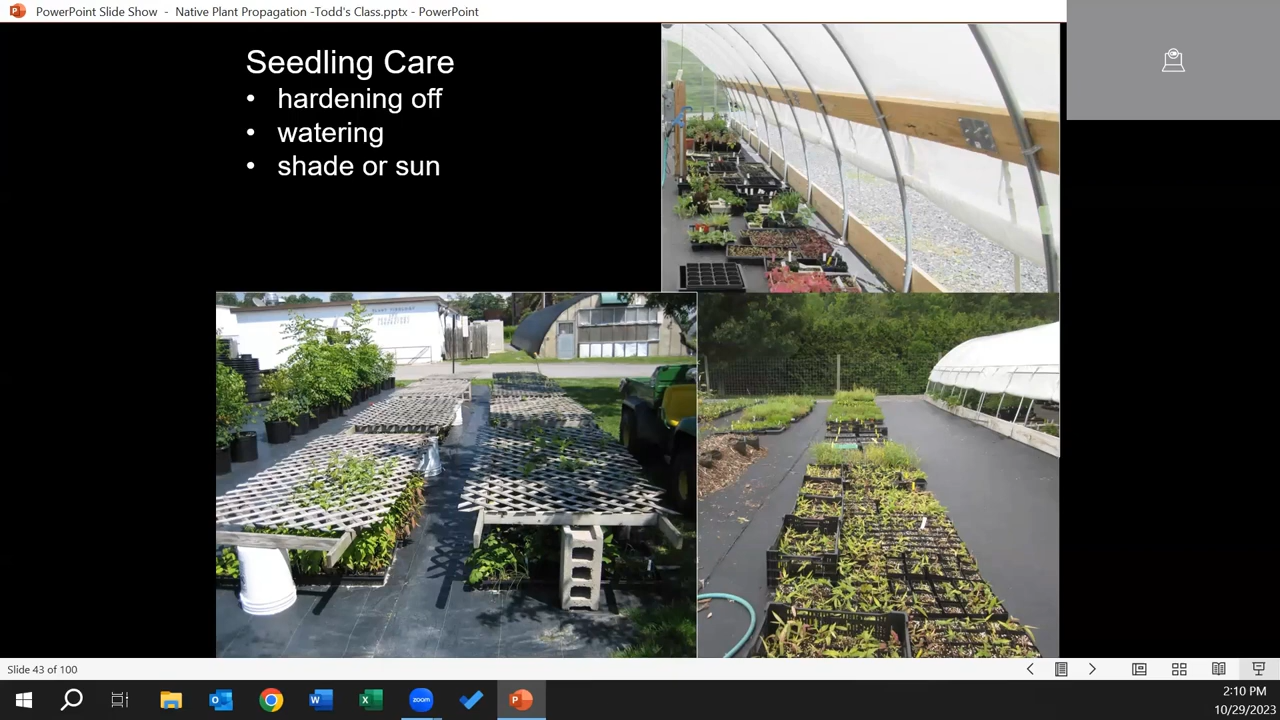 PowerPoint Slide Show - Native Plant Propagation -Todd's Class.pptx - PowerPoint
Seedling Care
• hardening off
• watering
• shade or sun
Slide 43 of 100
zoom
2:10 PM
10/29/2023